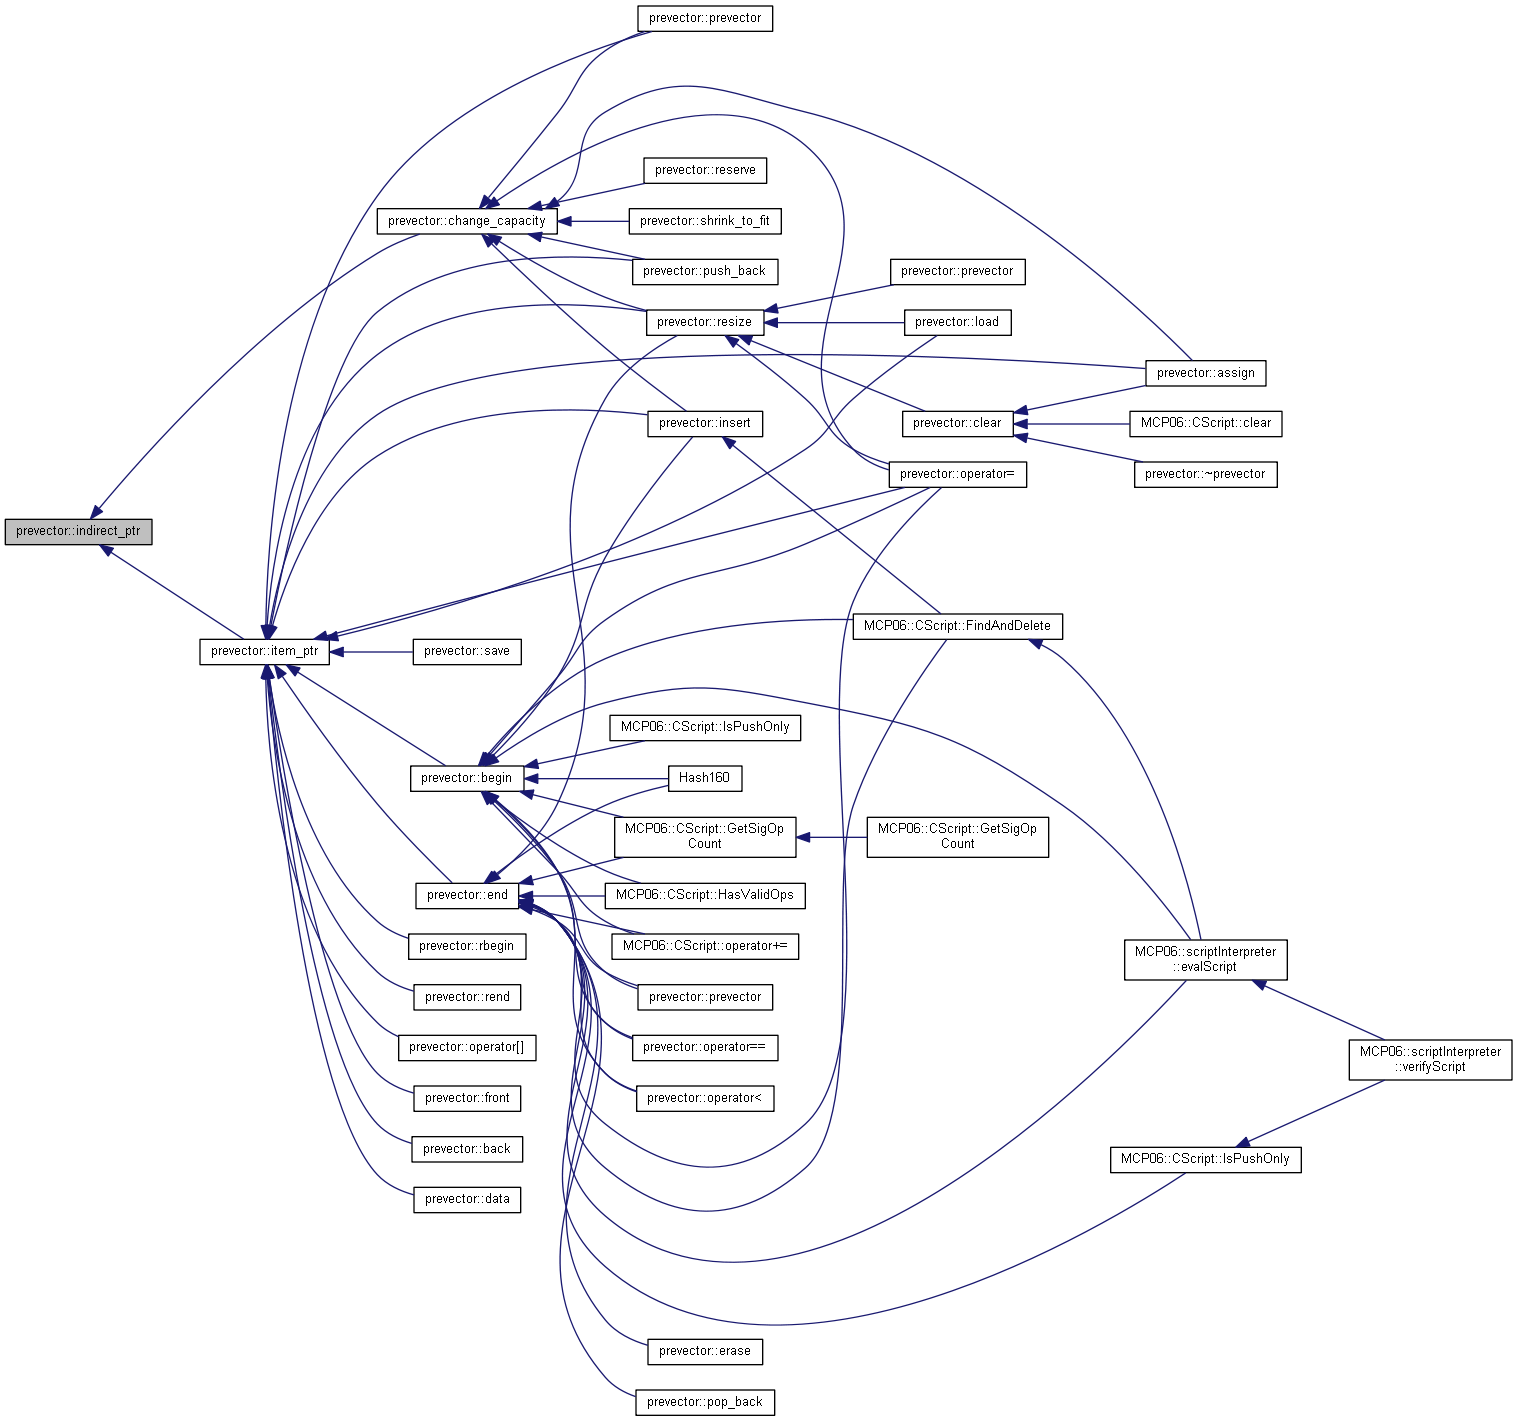 prevector::prevector
prevector::reserve
prevector::change_capacity
prevector::shrink_to_fit
prevector::push_back
prevector::prevector
prevector::resize
prevector::load
prevector::assign
prevector::insert
prevector::clear
MCP06::CScript::clear
prevector::operator=
prevector::~prevector
prevector::indirect_ptr
MCP06::CScript::FindAndDelete
prevector::item_ptr
prevector::save
MCP06::CScript::IsPushOnly
prevector::begin
Hash160
MCP06::CScript::GetSigOp
Count
MCP06::CScript::GetSigOp
Count
prevector::end
MCP06::CScript::HasValidOps
prevector::rbegin
MCP06::CScript::operator+=
MCP06::scriptInterpreter
::evalScript
prevector::rend
prevector::prevector
prevector::operator[]
prevector::operator==
MCP06::scriptInterpreter
::verifyScript
prevector::front
prevector::operator<
prevector::back
MCP06::CScript::IsPushOnly
prevector::data
prevector::erase
prevector::pop_back